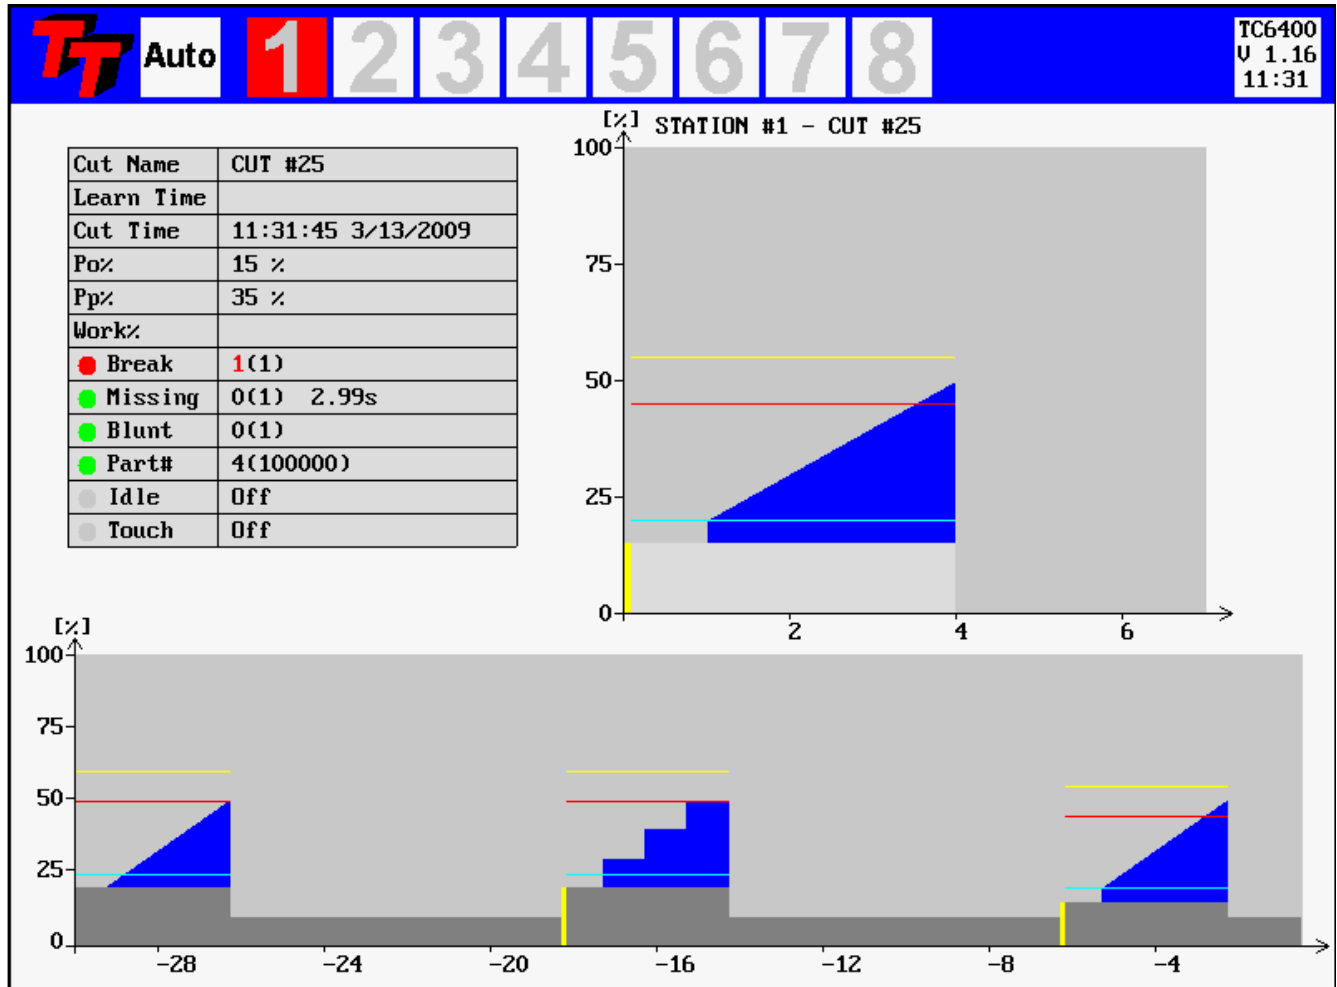 TT Auto 1 2 3 4 5 6 7 8
TC6400
V 1.16
11:31
Cut Name CUT #25
Learn Time
Cut Time 11:31:45 3/13/2009
Po% 15 %
Pp% 35 %
Work%
Break 1(1)
Missing 0(1) 2.99s
Blunt 0(1)
Part# 4(100000)
Idle Off
Touch Off
[%] STATION #1 - CUT #25
100
75
50
25
0
2 4 6
[%]
100
75
50
25
0
-28 -24 -20 -16 -12 -8 -4